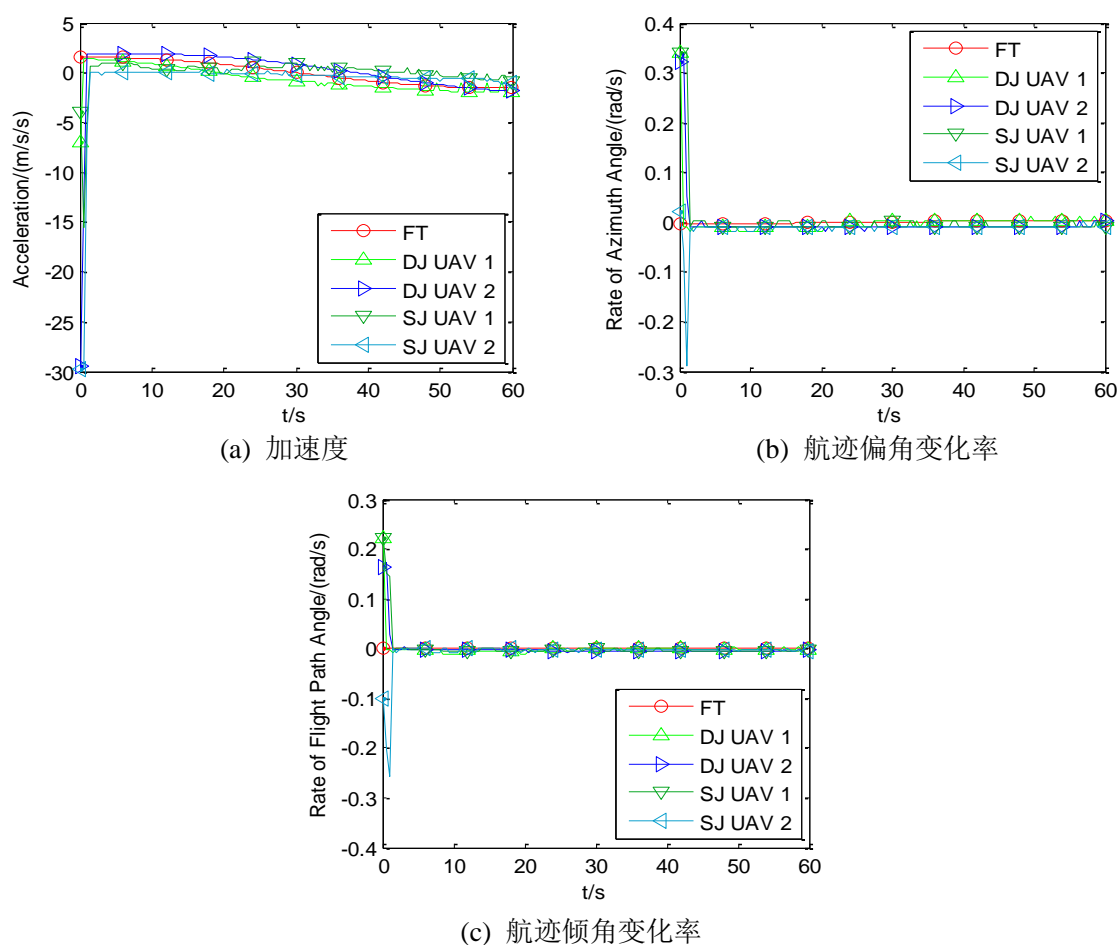 5
0
-5
-10
-15
-20
-25
-30
0 10 20 30 40 50 60
Acceleration/(m/s/s)
t/s
FT
DJ UAV 1
DJ UAV 2
SJ UAV 1
SJ UAV 2
(a) 加速度
0.4
0.3
0.2
0.1
0
-0.1
-0.2
-0.3
0 10 20 30 40 50 60
Rate of Azimuth Angle/(rad/s)
t/s
FT
DJ UAV 1
DJ UAV 2
SJ UAV 1
SJ UAV 2
(b) 航迹偏角变化率
0.3
0.2
0.1
0
-0.1
-0.2
-0.3
-0.4
0 10 20 30 40 50 60
Rate of Flight Path Angle/(rad/s)
t/s
FT
DJ UAV 1
DJ UAV 2
SJ UAV 1
SJ UAV 2
(c) 航迹倾角变化率